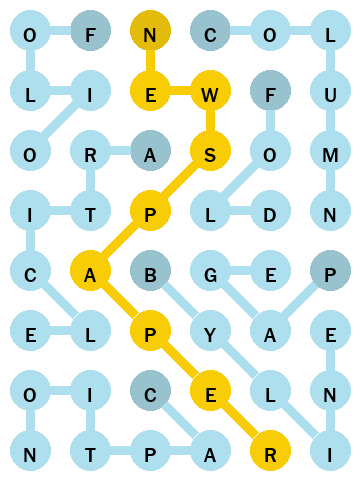 O F N C O L
L I E W F U
O R A S O M
I T P L D N
C A B G E P
E L P Y A E
O I C E L N
N T P A R I